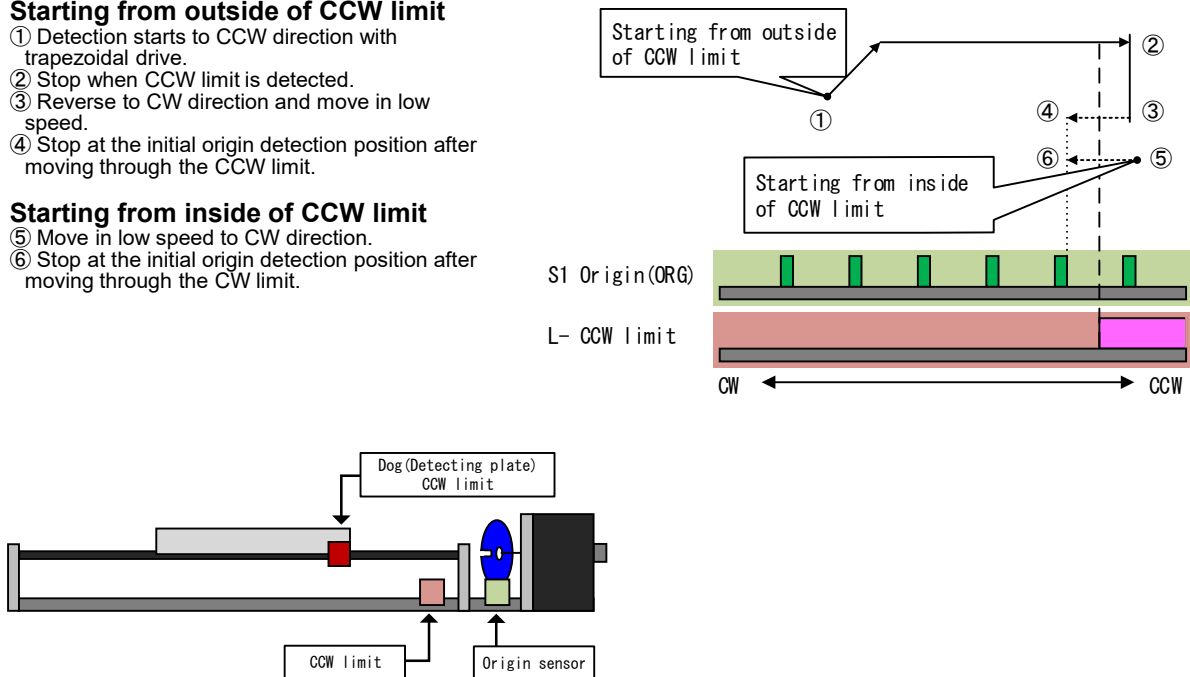 Starting from outside of CCW limit
① Detection starts to CCW direction with
trapezoidal drive.
② Stop when CCW limit is detected.
③ Reverse to CW direction and move in low
speed.
④ Stop at the initial origin detection position after
moving through the CCW limit.
Starting from inside of CCW limit
⑤ Move in low speed to CW direction.
⑥ Stop at the initial origin detection position after
moving through the CW limit.
Starting from outside
of CCW limit
②
①
④
③
⑥
⑤
Starting from inside
of CCW limit
S1 Origin(ORG)
L- CCW limit
CW
CCW
Dog(Detecting plate)
CCW limit
CCW limit
Origin sensor